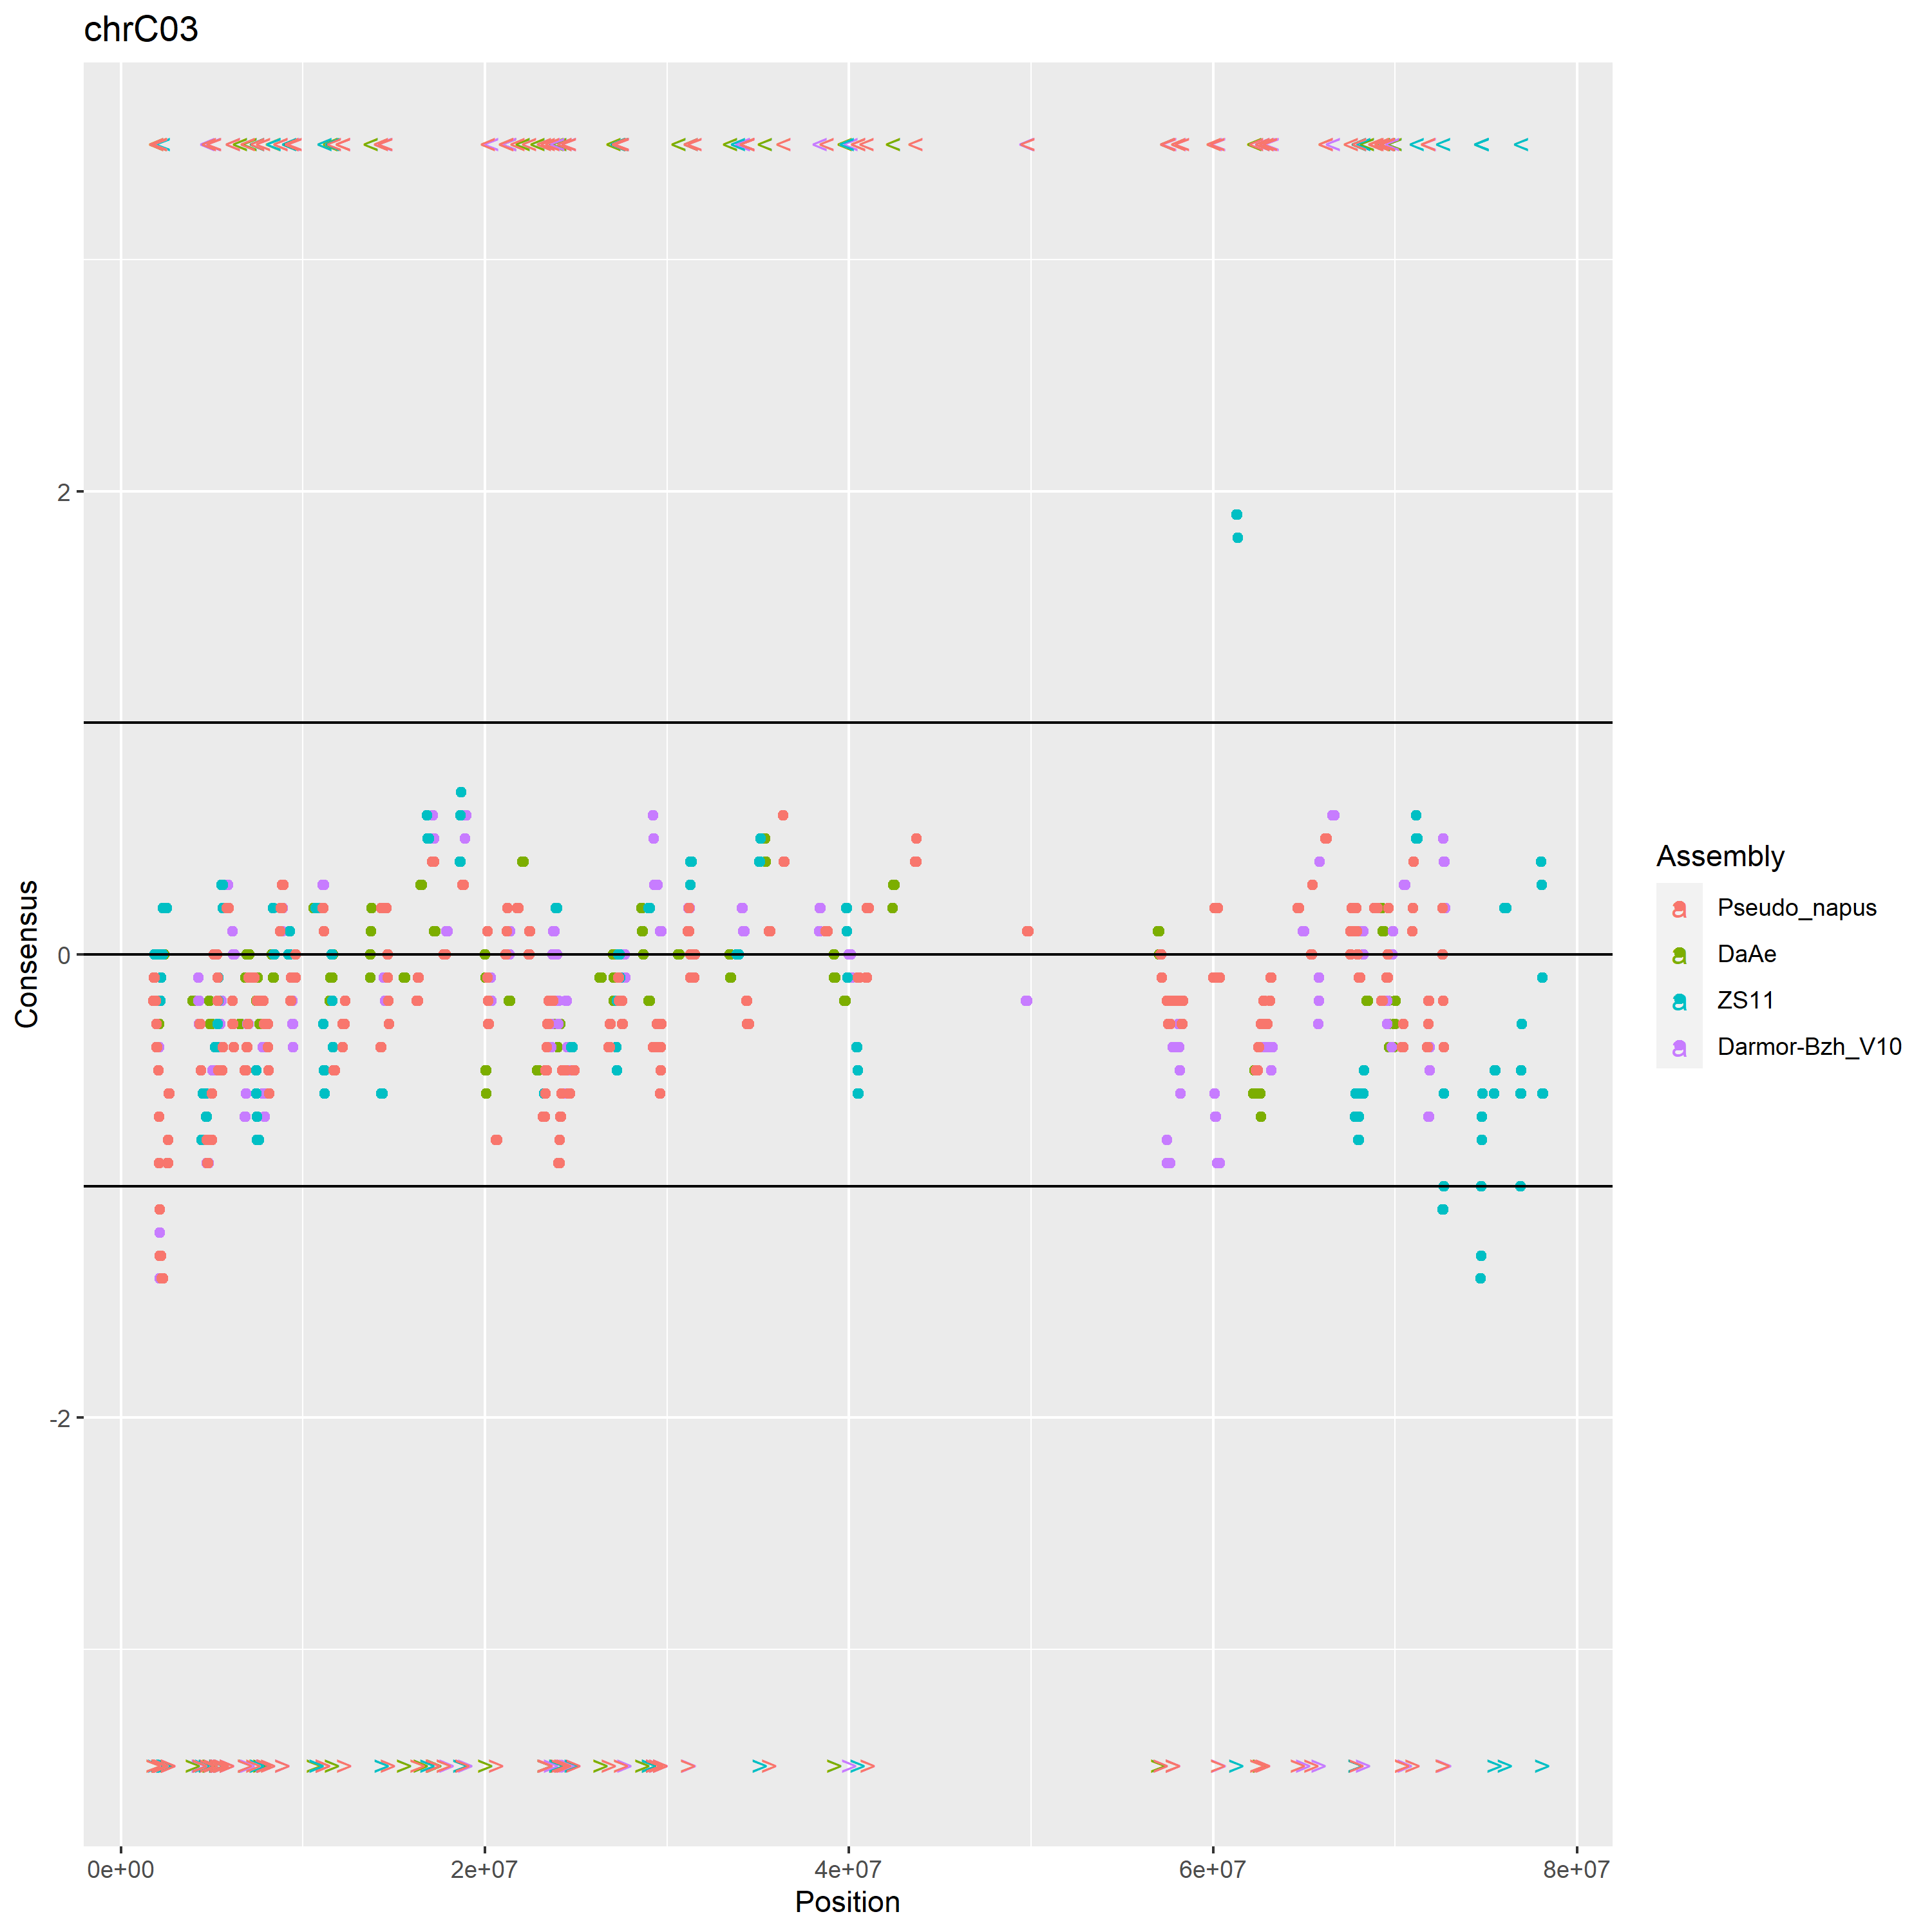 chrC03
2
0
-2
Consensus
0e+00 2e+07 4e+07 6e+07 8e+07
Position
Assembly
a Pseudo_napus
a DaAe
a ZS11
a Darmor-Bzh_V10